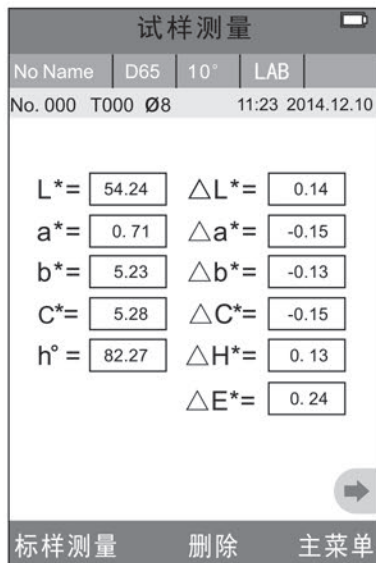 试样测量
No Name D65 10° LAB
No. 000 T000 Ø8 11:23 2014.12.10
L*= 54.24 △L*= 0.14
a*= 0. 71 △a*= -0.15
b*= 5.23 △b*= -0.13
C*= 5.28 △C*= -0.15
h° = 82.27 △H*= 0. 13
△E*= 0. 24
标样测量 删除 主菜单